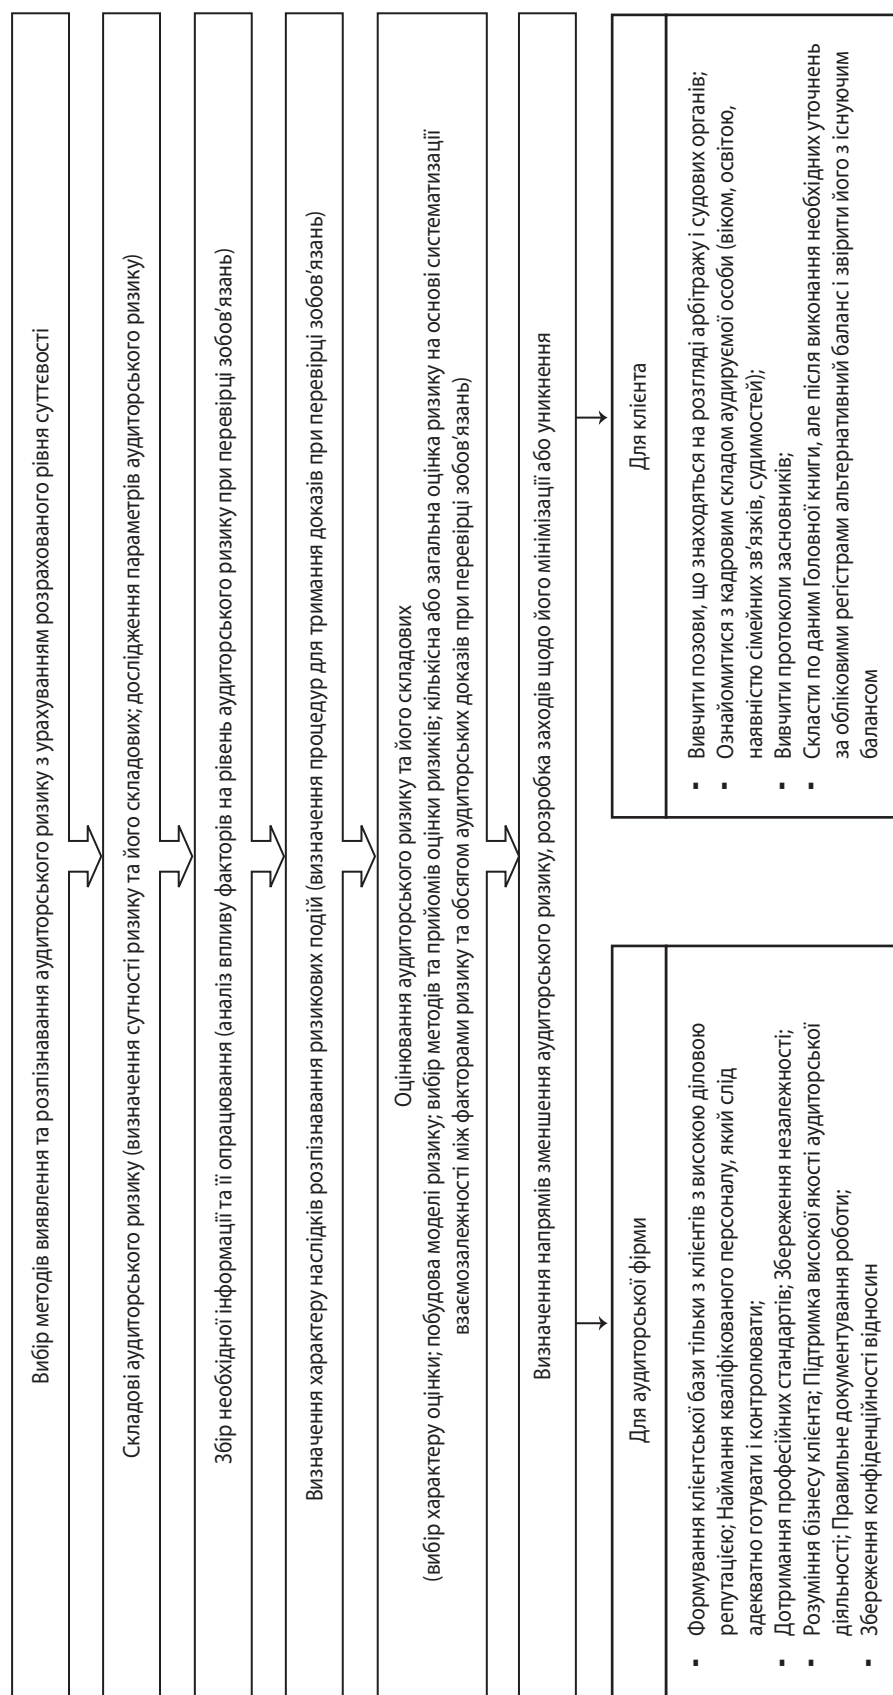 Вибір методів виявлення та розпізнавання аудиторського ризику з урахуванням розрахованого рівня суттєвості
Складові аудиторського ризику (визначення сутності ризику та його складових; дослідження параметрів аудиторського ризику)
Збір необхідної інформації та її опрацювання (аналіз впливу факторів на рівень аудиторського ризику при перевірці зобов'язань)
Визначення характеру наслідків розпізнавання ризикових подій (визначення процедур для тримання доказів при перевірці зобов'язань)
Оцінювання аудиторського ризику та його складових
(вибір характеру оцінки; побудова моделі ризику; вибір методів та прийомів оцінки ризиків; кількісна або загальна оцінка ризику на основі систематизації
взаємозалежності між факторами ризику та обсягом аудиторських доказів при перевірці зобов'язань)
Визначення напрямів зменшення аудиторського ризику, розробка заходів щодо його мінімізації або уникнення
Для аудиторської фірми
▪ Формування клієнтської бази тільки з клієнтів з високою діловою
репутацією; Наймання кваліфікованого персоналу, який слід
адекватно готувати і контролювати;
▪ Дотримання професійних стандартів; Збереження незалежності;
▪ Розуміння бізнесу клієнта; Підтримка високої якості аудиторської
діяльності; Правильне документування роботи;
▪ Збереження конфіденційності відносин
Для клієнта
▪ Вивчити позови, що знаходяться на розгляді арбітражу і судових органів;
▪ Ознайомитися з кадровим складом аудируємої особи (віком, освітою,
наявністю сімейних зв'язків, судимостей);
▪ Вивчити протоколи засновників;
▪ Скласти по даним Головної книги, але після виконання необхідних уточнень
за обліковими регістрами альтернативний баланс і звірити його з існуючим
балансом